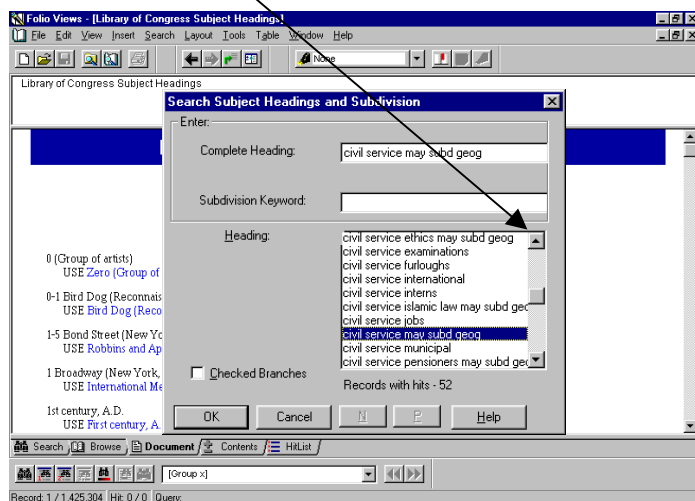 Folio Views - [Library of Congress Subject Headings]
File Edit View Insert Search Layout Tools Table Window Help
None
Library of Congress Subject Headings
Search Subject Headings and Subdivision
Enter:
Complete Heading: civil service may subd geog
Subdivision Keyword:
Heading:
civil service ethics may subd geog
civil service examinations
civil service furloughs
civil service international
civil service interns
civil service islamic law may subd geo
civil service jobs
civil service may subd geog
civil service municipal
civil service pensioners may subd geo
Checked Branches
Records with hits - 52
OK Cancel N P Help
0 (Group of artists)
USE Zero (Group of
0-1 Bird Dog (Reconnais
USE Bird Dog (Reco
1-5 Bond Street (New Yo
USE Robbins and Ap
1 Broadway (New York,
USE International Me
1st century, A.D.
USE First century, A.
Search Browse Document Contents HitList
[Group x]
Record: 1 / 1,425,304 Hit: 0 / 0 Query: